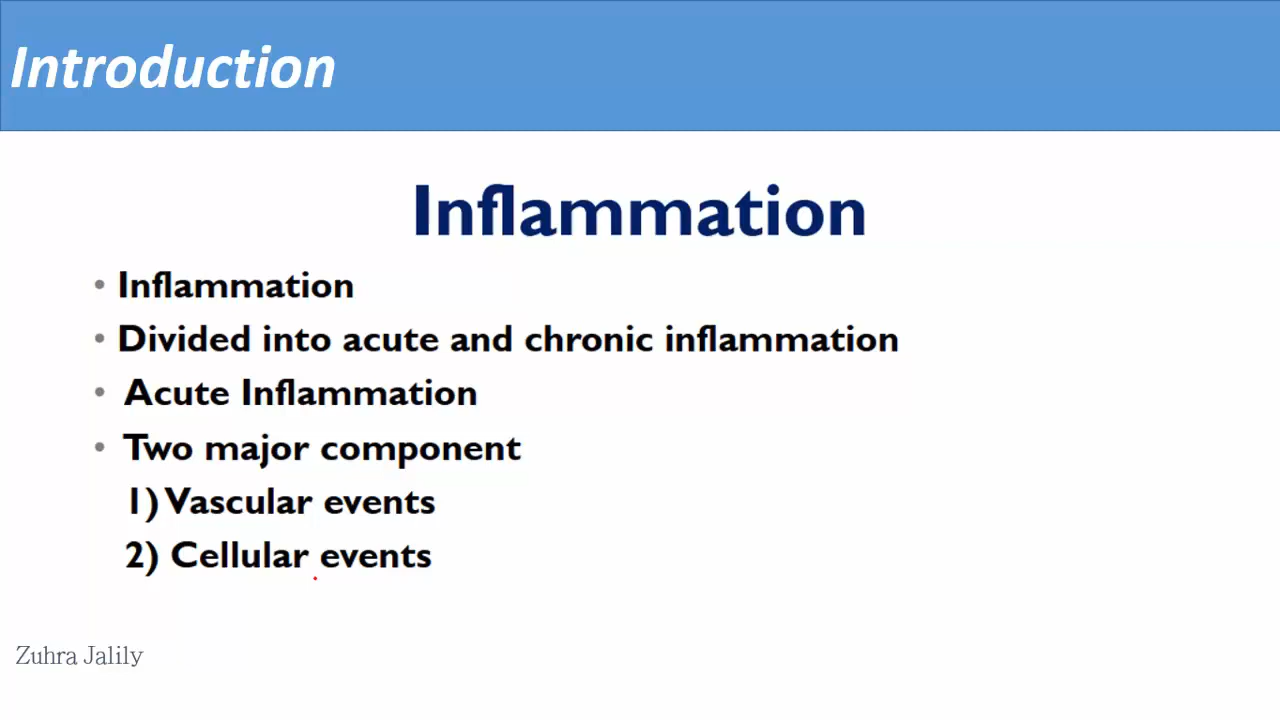 Introduction
Inflammation
• Inflammation
• Divided into acute and chronic inflammation
• Acute Inflammation
• Two major component
1) Vascular events
2) Cellular events
Zuhra Jalily